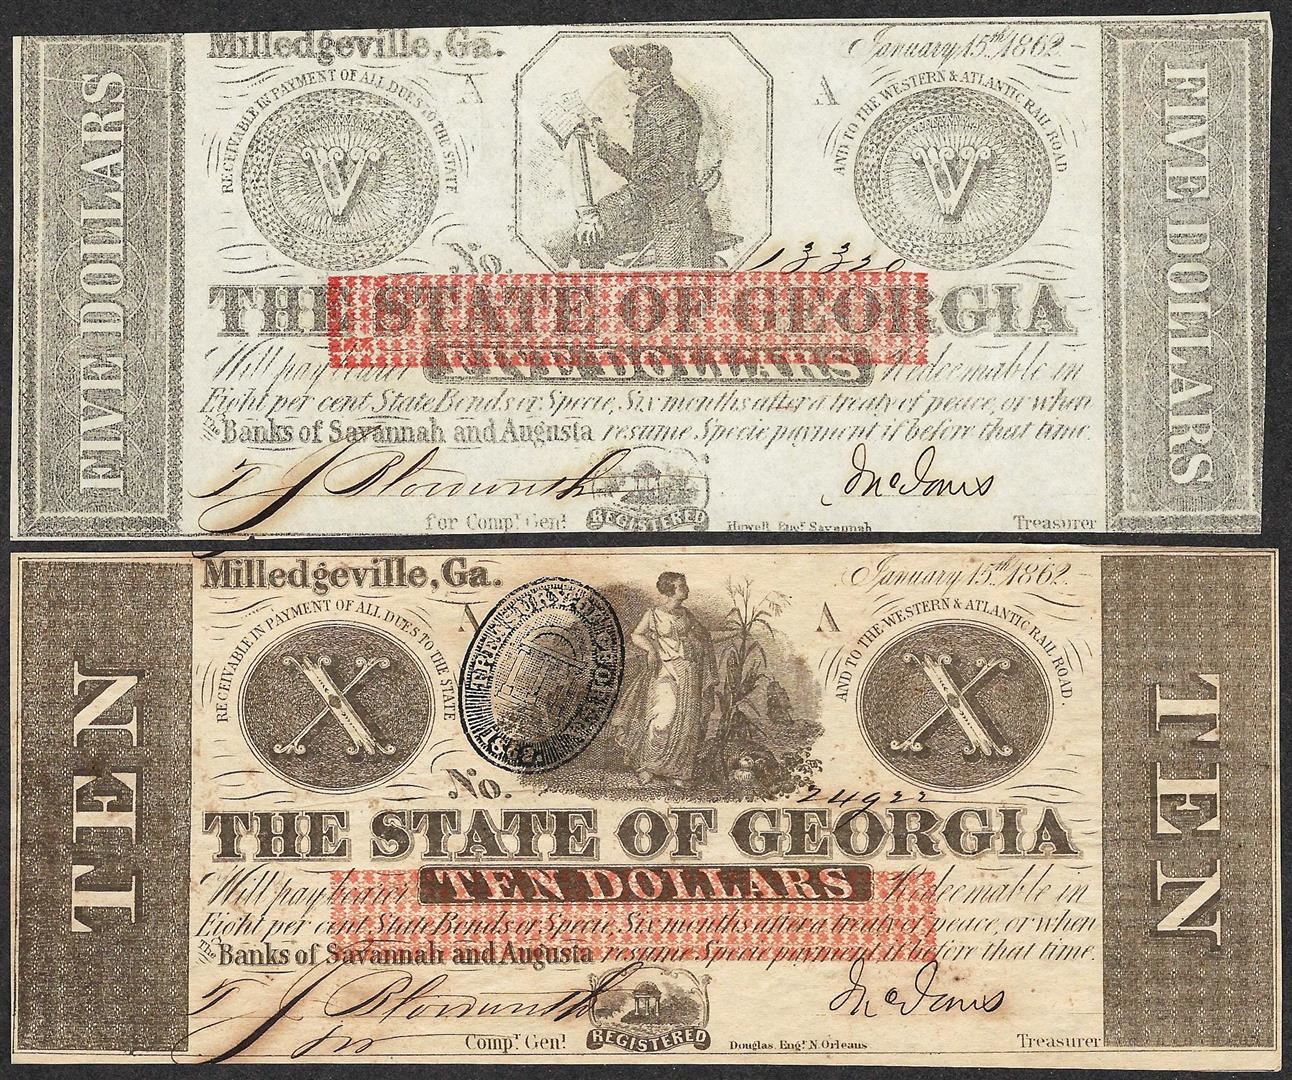 FIVE DOLLARS
Milledgeville, Ga.
January 15th 1862
RECEIVABLE IN PAYMENT OF ALL DUES TO THE STATE
A
A
AND TO THE WESTERN & ATLANTIC RAIL ROAD
V
V
No. 13320
THE STATE OF GEORGIA
Will pay bearer FIVE DOLLARS Redeemable in
Eight per cent State Bonds or Specie, Six months after a treaty of peace, or when
The Banks of Savannah and Augusta resume Specie payment if before that time
for Compt. Genl.
REGISTERED
Howell, Engr. Savannah
Treasurer
FIVE DOLLARS
TEN
Milledgeville, Ga.
January 15th 1862
RECEIVABLE IN PAYMENT OF ALL DUES TO THE STATE
A
A
AND TO THE WESTERN & ATLANTIC RAIL ROAD.
X
X
No. 24922
THE STATE OF GEORGIA
Will pay bearer TEN DOLLARS Redeemable in
Eight per cent State Bonds or Specie, Six months after a treaty of peace, or when
The Banks of Savannah and Augusta resume Specie payment if before that time.
for Compt. Genl.
REGISTERED
Douglas, Engr. N. Orleans
Treasurer
TEN